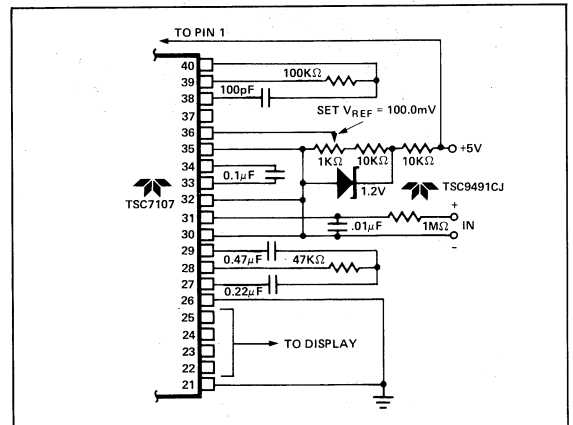 TO PIN 1
40
39
38
37
36
35
34
33
32
31
30
29
28
27
26
25
24
23
22
21
TSC7107
100KΩ
100pF
SET VREF = 100.0mV
1KΩ
10KΩ
10KΩ
+5V
0.1μF
1.2V
TSC9491CJ
+
.01μF
1MΩ
IN
–
0.47μF
47KΩ
0.22μF
TO DISPLAY